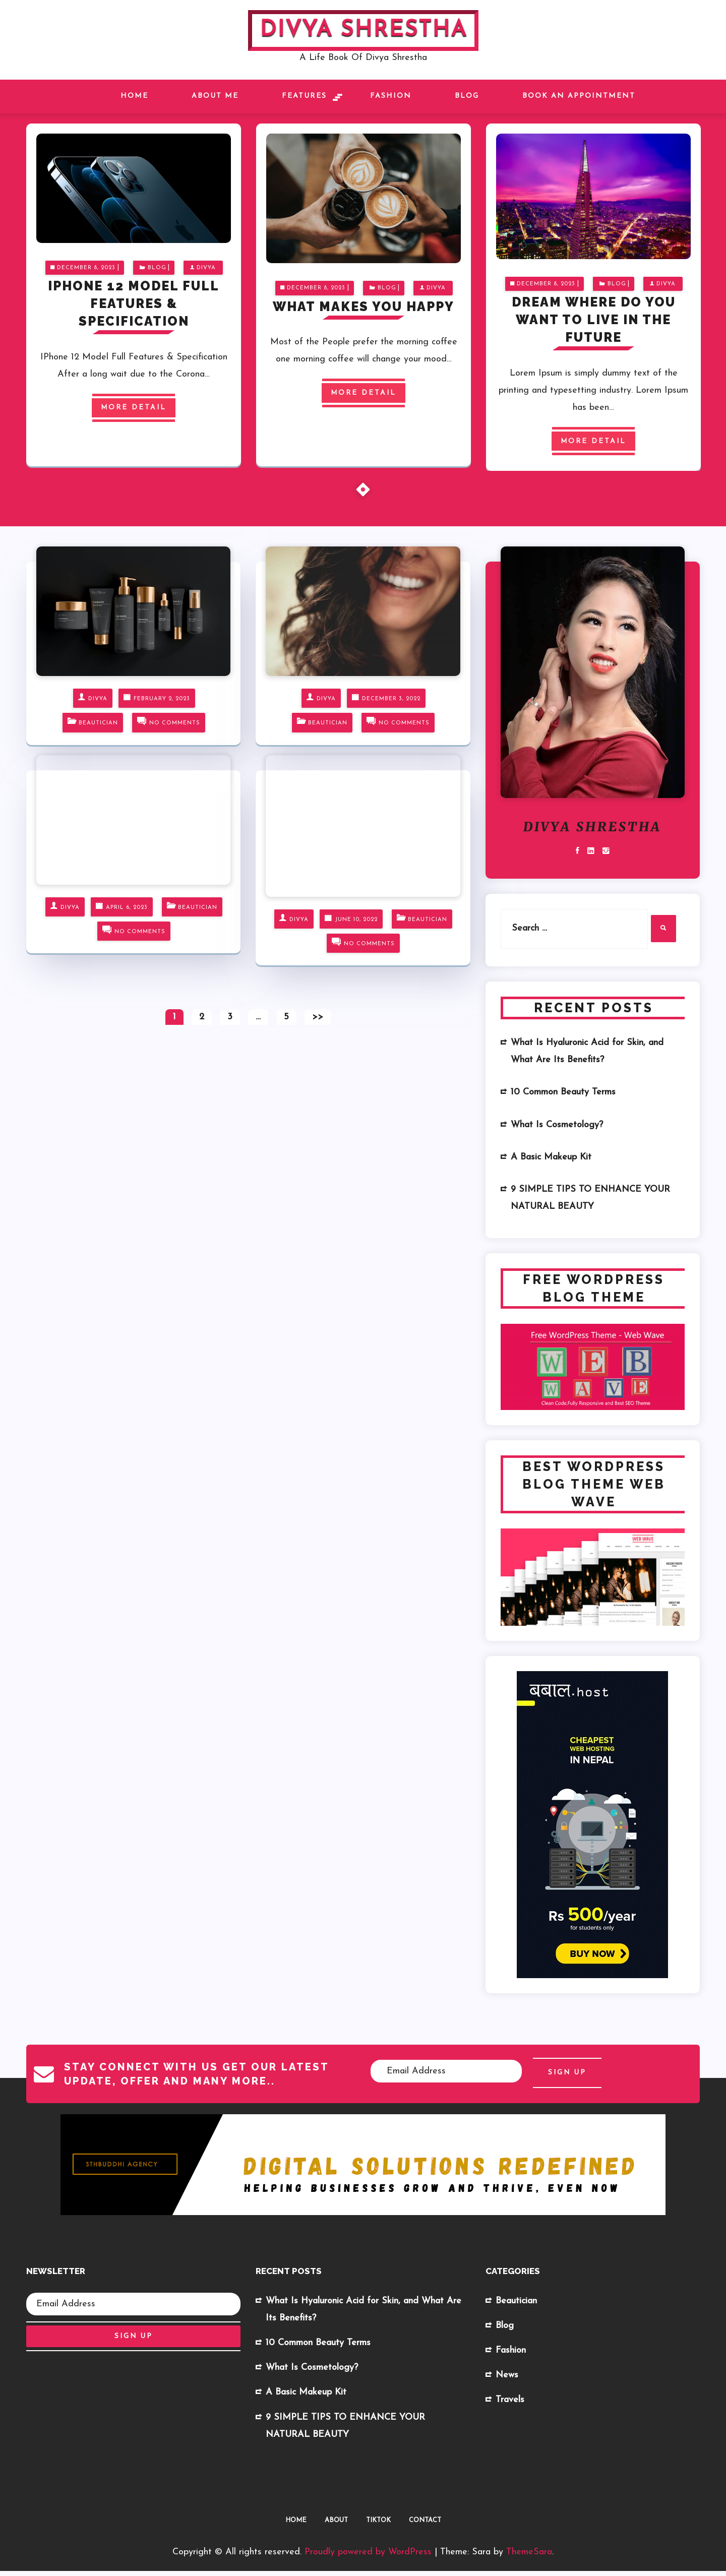 DIVYA SHRESTHA
A Life Book Of Divya Shrestha
HOME
ABOUT ME
FEATURES
FASHION
BLOG
BOOK AN APPOINTMENT
DECEMBER 8, 2023 |
BLOG |
DIVYA
IPHONE 12 MODEL FULL
FEATURES &
SPECIFICATION
IPhone 12 Model Full Features & Specification
After a long wait due to the Corona...
MORE DETAIL
DECEMBER 8, 2023 |
BLOG |
DIVYA
WHAT MAKES YOU HAPPY
Most of the People prefer the morning coffee
one morning coffee will change your mood...
MORE DETAIL
DECEMBER 8, 2023 |
BLOG |
DIVYA
DREAM WHERE DO YOU
WANT TO LIVE IN THE
FUTURE
Lorem Ipsum is simply dummy text of the
printing and typesetting industry. Lorem Ipsum
has been...
MORE DETAIL
DIVYA
FEBRUARY 2, 2023
BEAUTICIAN
NO COMMENTS
DIVYA
DECEMBER 3, 2022
BEAUTICIAN
NO COMMENTS
DIVYA
APRIL 6, 2023
BEAUTICIAN
NO COMMENTS
DIVYA
JUNE 10, 2022
BEAUTICIAN
NO COMMENTS
1 2 3 ... 5 >>
DIVYA SHRESTHA
Search ...
RECENT POSTS
What Is Hyaluronic Acid for Skin, and
What Are Its Benefits?
10 Common Beauty Terms
What Is Cosmetology?
A Basic Makeup Kit
9 SIMPLE TIPS TO ENHANCE YOUR
NATURAL BEAUTY
FREE WORDPRESS
BLOG THEME
Free WordPress Theme - Web Wave
WEB
WAVE
Clean Code,Fully Responsive and Best SEO Theme
BEST WORDPRESS
BLOG THEME WEB
WAVE
WEB WAVE
बबाल.host
CHEAPEST
WEB HOSTING
IN NEPAL
Rs 500/year
for students only
BUY NOW
STAY CONNECT WITH US GET OUR LATEST
UPDATE, OFFER AND MANY MORE..
Email Address
SIGN UP
STHBUDDHI AGENCY
DIGITAL SOLUTIONS REDEFINED
HELPING BUSINESSES GROW AND THRIVE, EVEN NOW
NEWSLETTER
Email Address
SIGN UP
RECENT POSTS
What Is Hyaluronic Acid for Skin, and What Are
Its Benefits?
10 Common Beauty Terms
What Is Cosmetology?
A Basic Makeup Kit
9 SIMPLE TIPS TO ENHANCE YOUR
NATURAL BEAUTY
CATEGORIES
Beautician
Blog
Fashion
News
Travels
HOME
ABOUT
TIKTOK
CONTACT
Copyright © All rights reserved. Proudly powered by WordPress | Theme: Sara by ThemeSara.